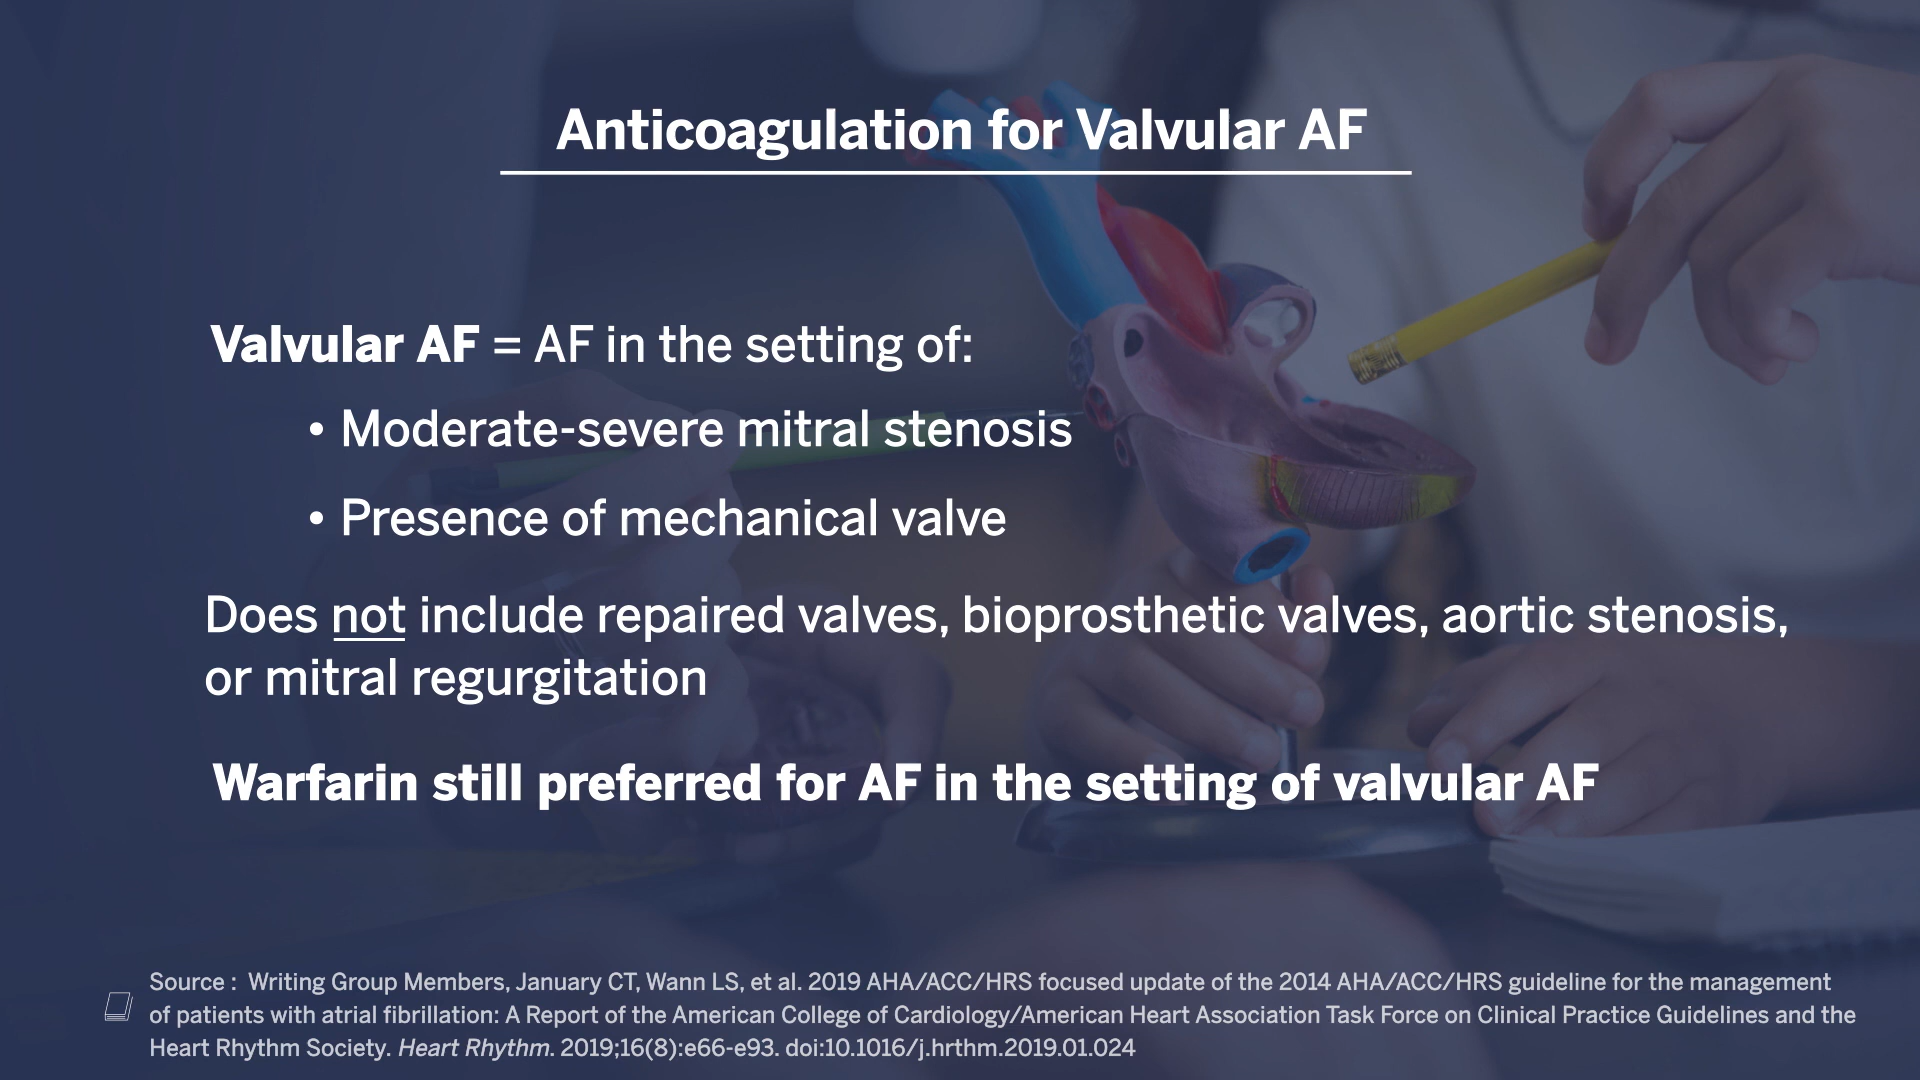 Anticoagulation for Valvular AF
Valvular AF = AF in the setting of:
• Moderate-severe mitral stenosis
• Presence of mechanical valve
Does not include repaired valves, bioprosthetic valves, aortic stenosis,
or mitral regurgitation
Warfarin still preferred for AF in the setting of valvular AF
Source : Writing Group Members, January CT, Wann LS, et al. 2019 AHA/ACC/HRS focused update of the 2014 AHA/ACC/HRS guideline for the management
of patients with atrial fibrillation: A Report of the American College of Cardiology/American Heart Association Task Force on Clinical Practice Guidelines and the
Heart Rhythm Society. Heart Rhythm. 2019;16(8):e66-e93. doi:10.1016/j.hrthm.2019.01.024